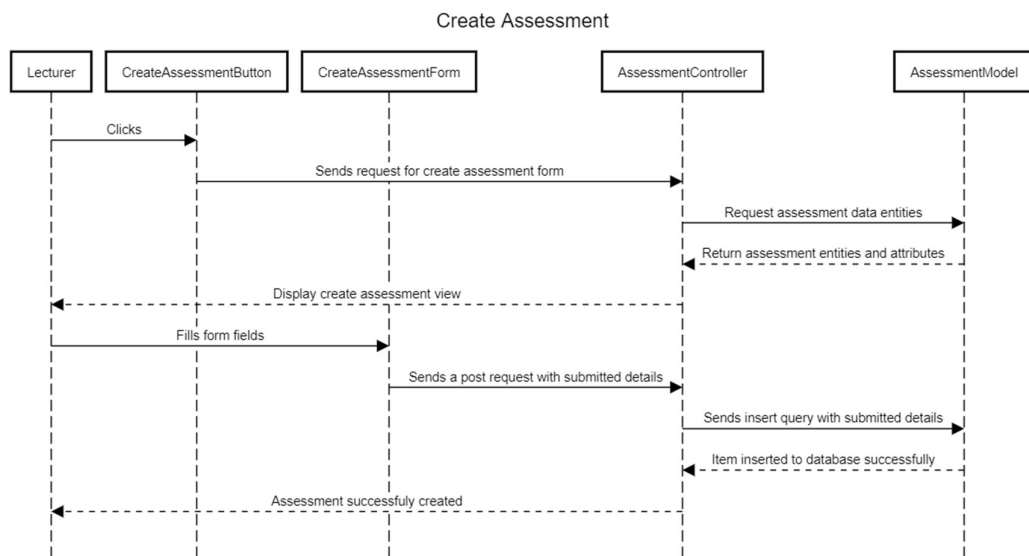 Create Assessment
Lecturer
CreateAssessmentButton
CreateAssessmentForm
AssessmentController
AssessmentModel
Clicks
Sends request for create assessment form
Request assessment data entities
Return assessment entities and attributes
Display create assessment view
Fills form fields
Sends a post request with submitted details
Sends insert query with submitted details
Item inserted to database successfully
Assessment successfuly created